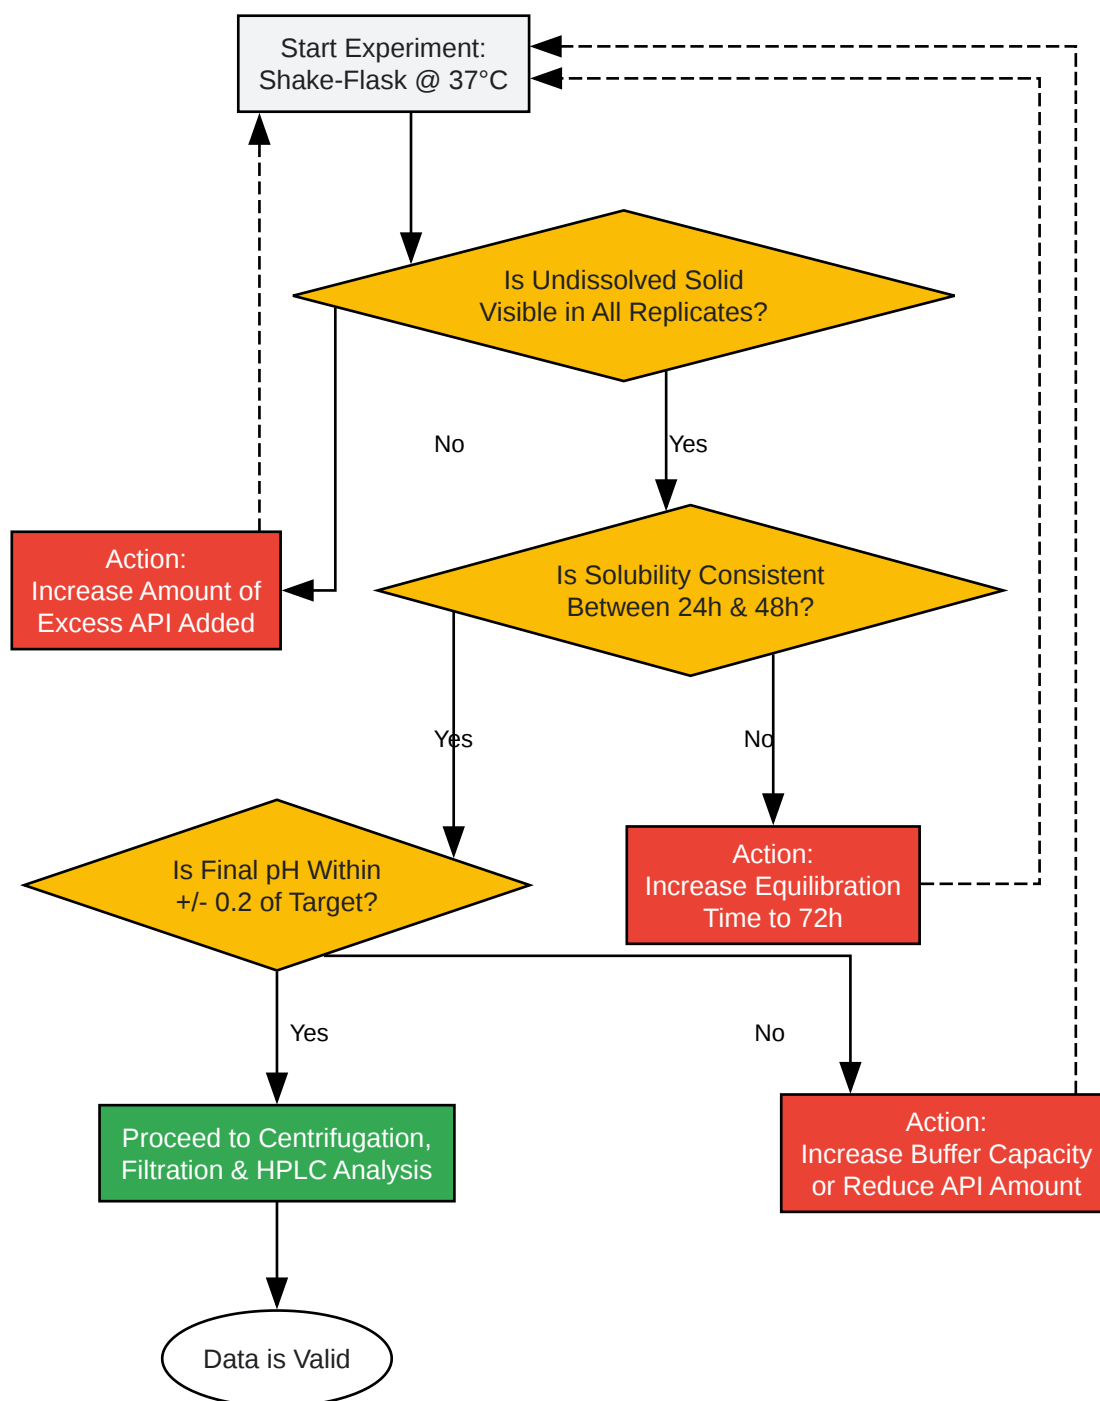 Start Experiment:
Shake-Flask @ 37°C
Is Undissolved Solid
Visible in All Replicates?
No
Yes
Action:
Increase Amount of
Excess API Added
Is Solubility Consistent
Between 24h & 48h?
Yes
No
Is Final pH Within
+/- 0.2 of Target?
Action:
Increase Equilibration
Time to 72h
Yes
No
Proceed to Centrifugation,
Filtration & HPLC Analysis
Action:
Increase Buffer Capacity
or Reduce API Amount
Data is Valid